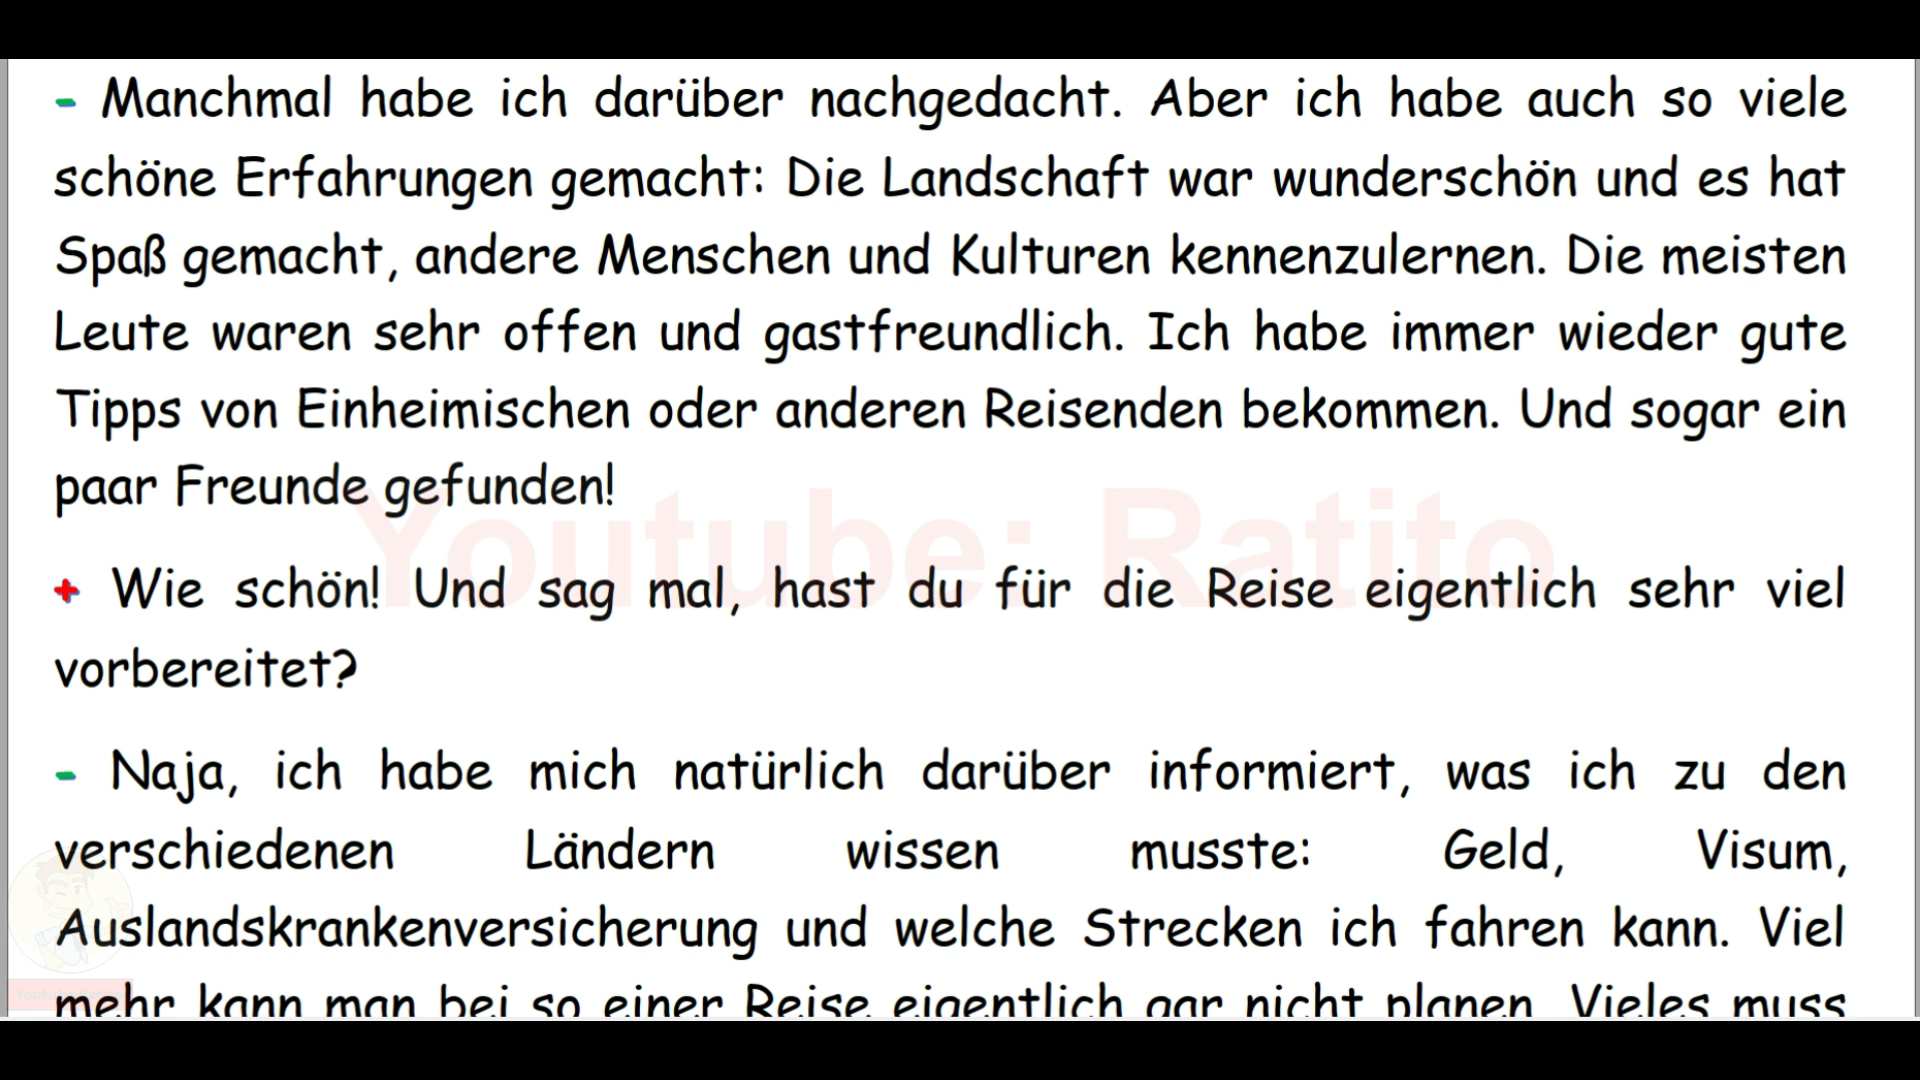 - Manchmal habe ich darüber nachgedacht. Aber ich habe auch so viele
schöne Erfahrungen gemacht: Die Landschaft war wunderschön und es hat
Spaß gemacht, andere Menschen und Kulturen kennenzulernen. Die meisten
Leute waren sehr offen und gastfreundlich. Ich habe immer wieder gute
Tipps von Einheimischen oder anderen Reisenden bekommen. Und sogar ein
paar Freunde gefunden!
Youtube: Ratito
+ Wie schön! Und sag mal, hast du für die Reise eigentlich sehr viel
vorbereitet?
- Naja, ich habe mich natürlich darüber informiert, was ich zu den
verschiedenen Ländern wissen musste: Geld, Visum,
Auslandskrankenversicherung und welche Strecken ich fahren kann. Viel
mehr kann man bei so einer Reise eigentlich gar nicht planen. Vieles muss